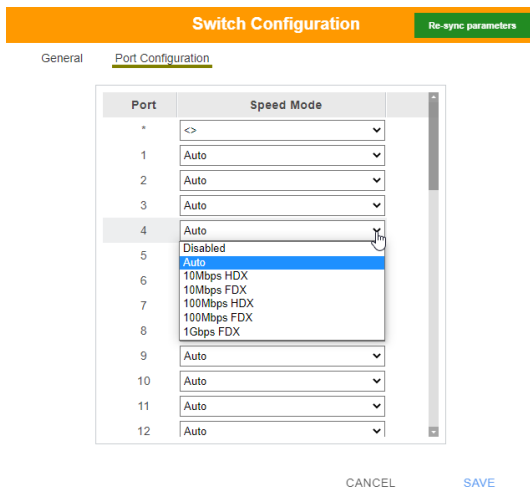 Switch Configuration
Re-sync parameters
General Port Configuration
Port Speed Mode
* <>
1 Auto
2 Auto
3 Auto
4 Auto
Disabled
5
Auto
10Mbps HDX
6
10Mbps FDX
100Mbps HDX
7
100Mbps FDX
8
1Gbps FDX
9 Auto
10 Auto
11 Auto
12 Auto
CANCEL SAVE